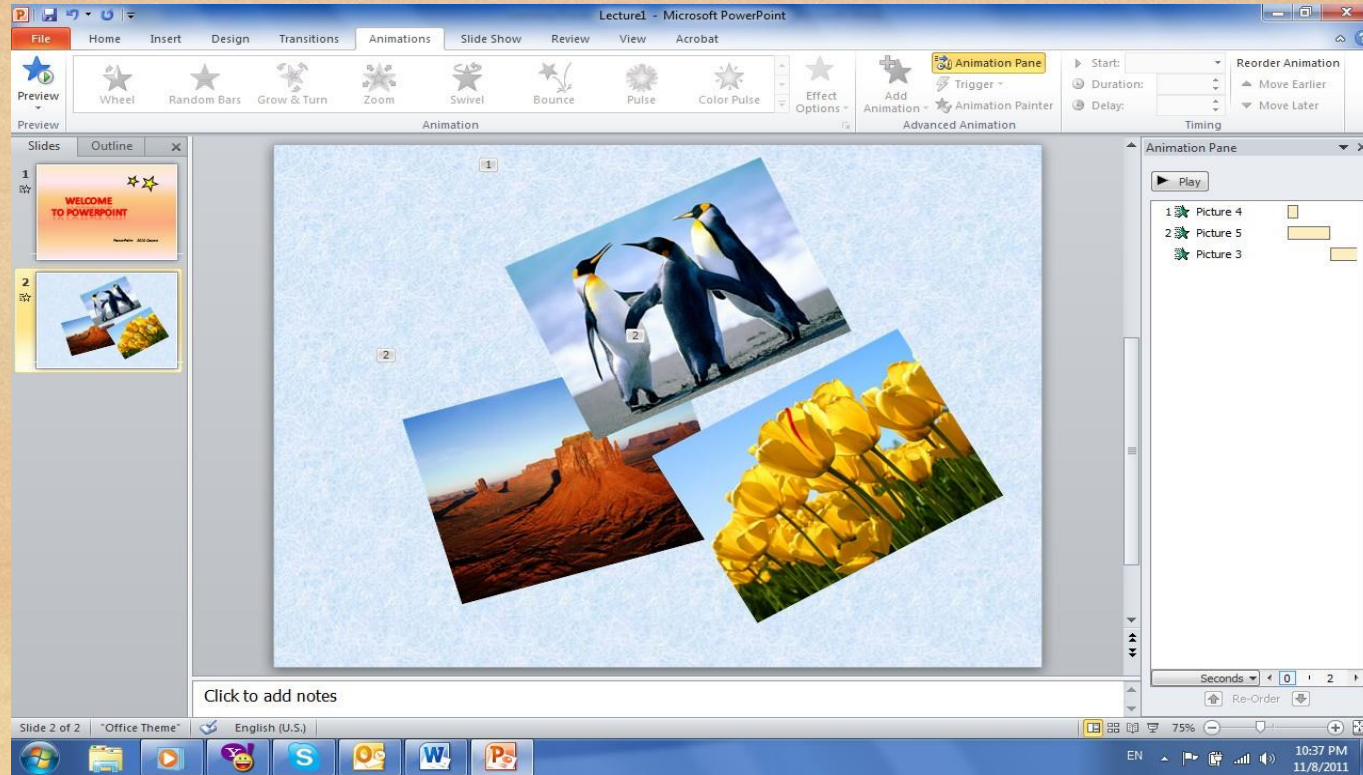 Lecture1 - Microsoft PowerPoint
File Home Insert Design Transitions Animations Slide Show Review View Acrobat
Preview
Wheel Random Bars Grow & Turn Zoom Swivel Bounce Pulse Color Pulse
Effect Options
Add Animation
Animation Pane
Trigger
Animation Painter
Start:
Duration:
Delay:
Reorder Animation
Move Earlier
Move Later
Preview Animation Advanced Animation Timing
Slides Outline
1
WELCOME
TO POWERPOINT
2
1
2
2
Animation Pane
Play
1 Picture 4
2 Picture 5
Picture 3
Seconds 0 2
Re-Order
Click to add notes
Slide 2 of 2 "Office Theme" English (U.S.) 75%
EN 10:37 PM
11/8/2011